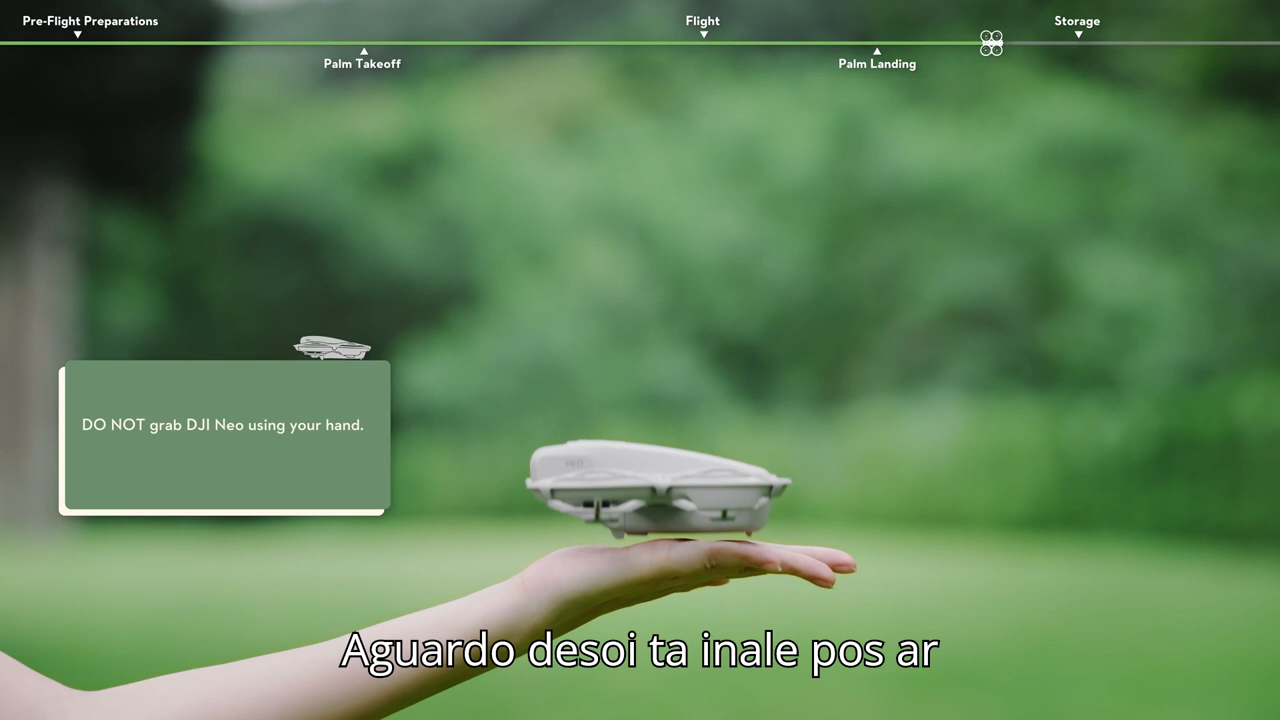 Pre-Flight Preparations
Flight
Storage
Palm Takeoff
Palm Landing
DO NOT grab DJI Neo using your hand.
NEO
Aguardo desoi ta inale pos ar